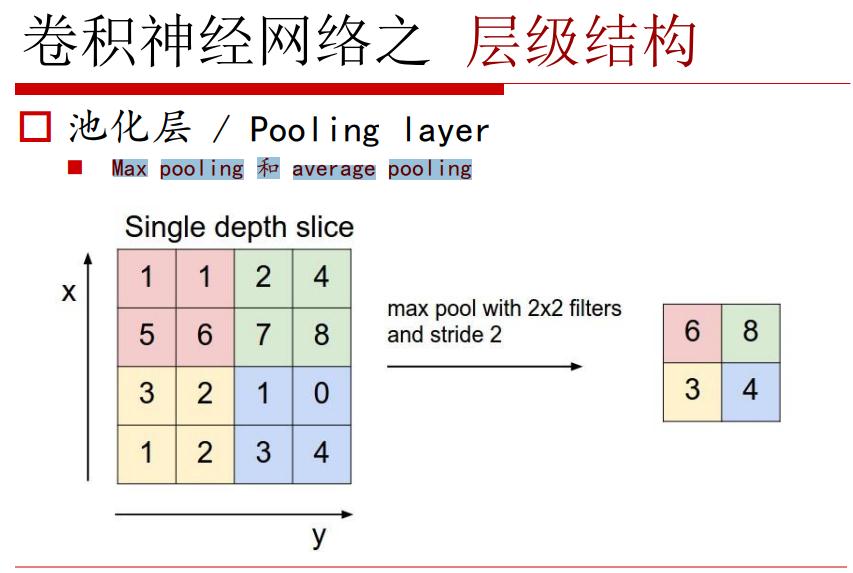 卷积神经网络之 层级结构
池化层 / Pooling layer
Max pooling 和 average pooling
Single depth slice
x
1 1 2 4
5 6 7 8
3 2 1 0
1 2 3 4
y
max pool with 2x2 filters
and stride 2
6 8
3 4